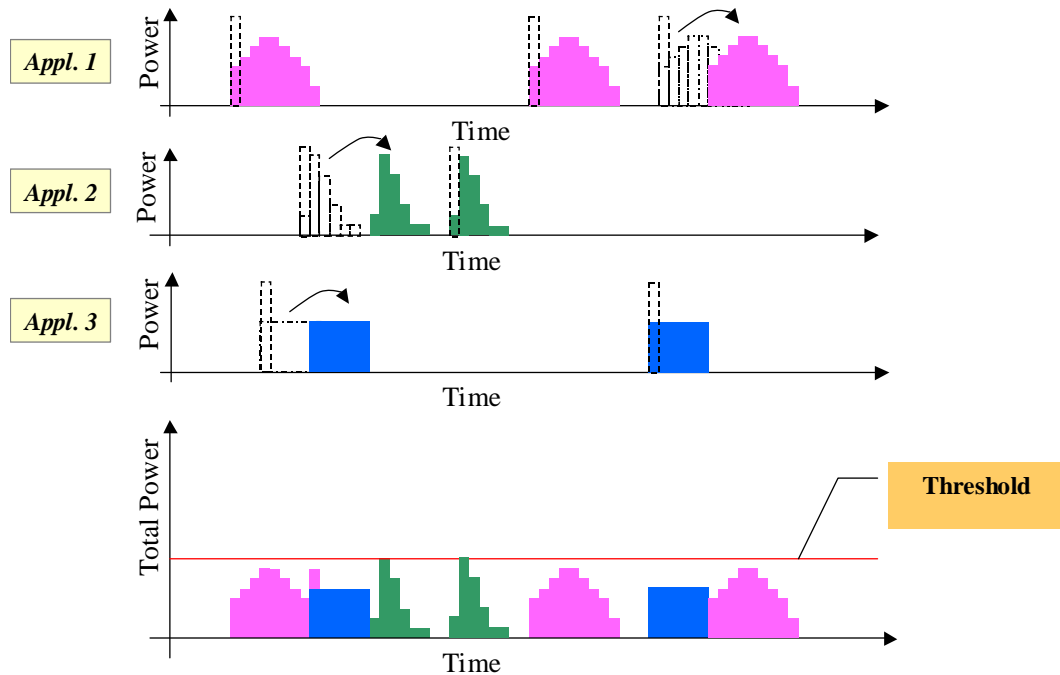 Appl. 1
Power
Time
Appl. 2
Power
Time
Appl. 3
Power
Time
Total Power
Threshold
Time